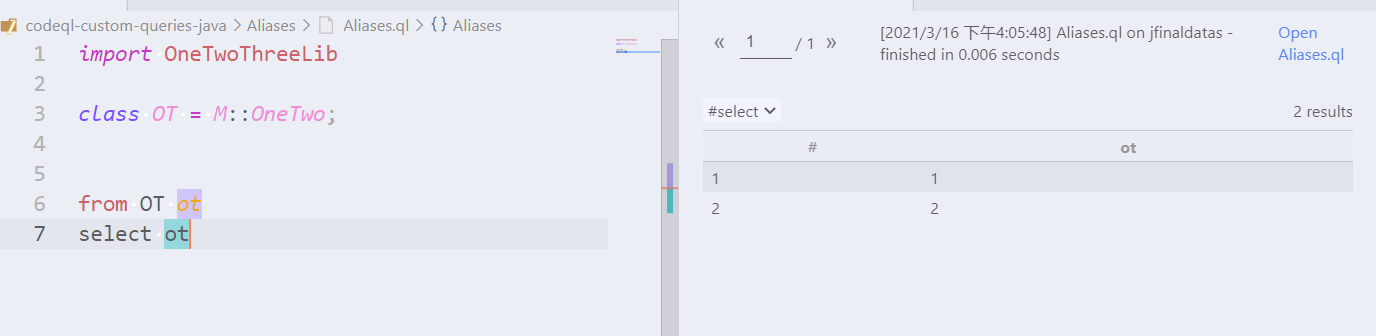 codeql-custom-queries-java > Aliases > Aliases.ql > {} Aliases
1 import OneTwoThreeLib
2
3 class OT = M::OneTwo;
4
5
6 from OT ot
7 select ot
« 1 / 1 »
[2021/3/16 下午4:05:48] Aliases.ql on jfinaldatas -
finished in 0.006 seconds
Open
Aliases.ql
#select
2 results
# ot
1 1
2 2